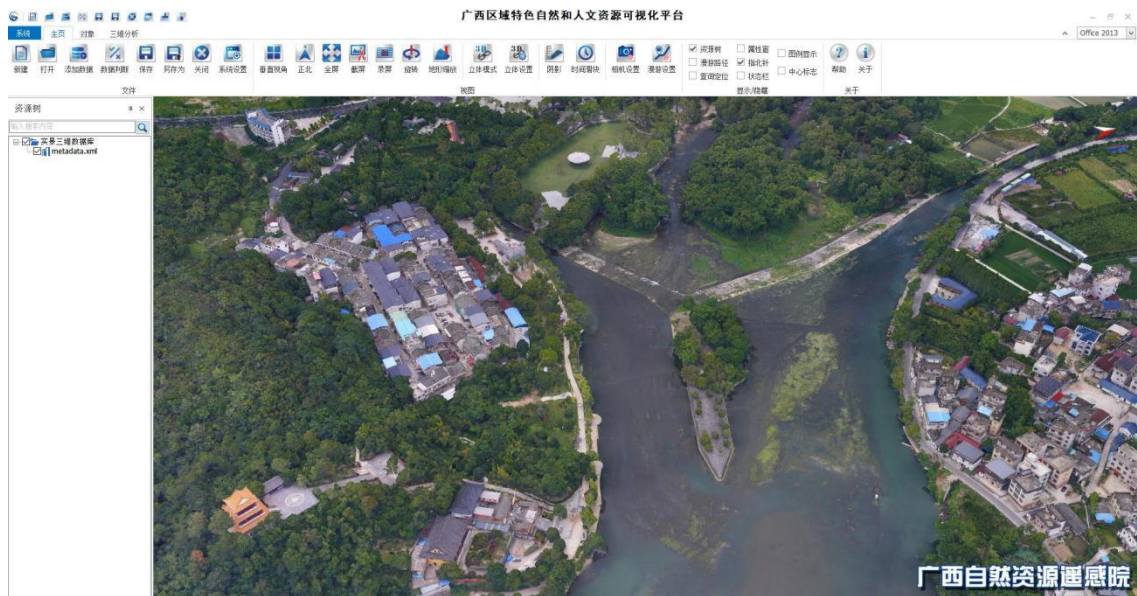 广西区域特色自然和人文资源可视化平台
系统 主页 对象 三维分析 Office 2013
新建 打开 添加数据 数据判断 保存 另存为 关闭 系统设置 垂直视角 正北 全屏 截屏 录屏 旋转 地形缩放 立体模式 立体设置 阴影 时间滑块 相机设置 漫游设置 资源树 属性窗 图例显示 帮助 关于
漫游路径 指北针 中心标志
查询定位 状态栏
文件 视图 显示/隐藏 关于
资源树
输入搜索内容
实景三维数据库
metadata.xml
广西自然资源遥感院